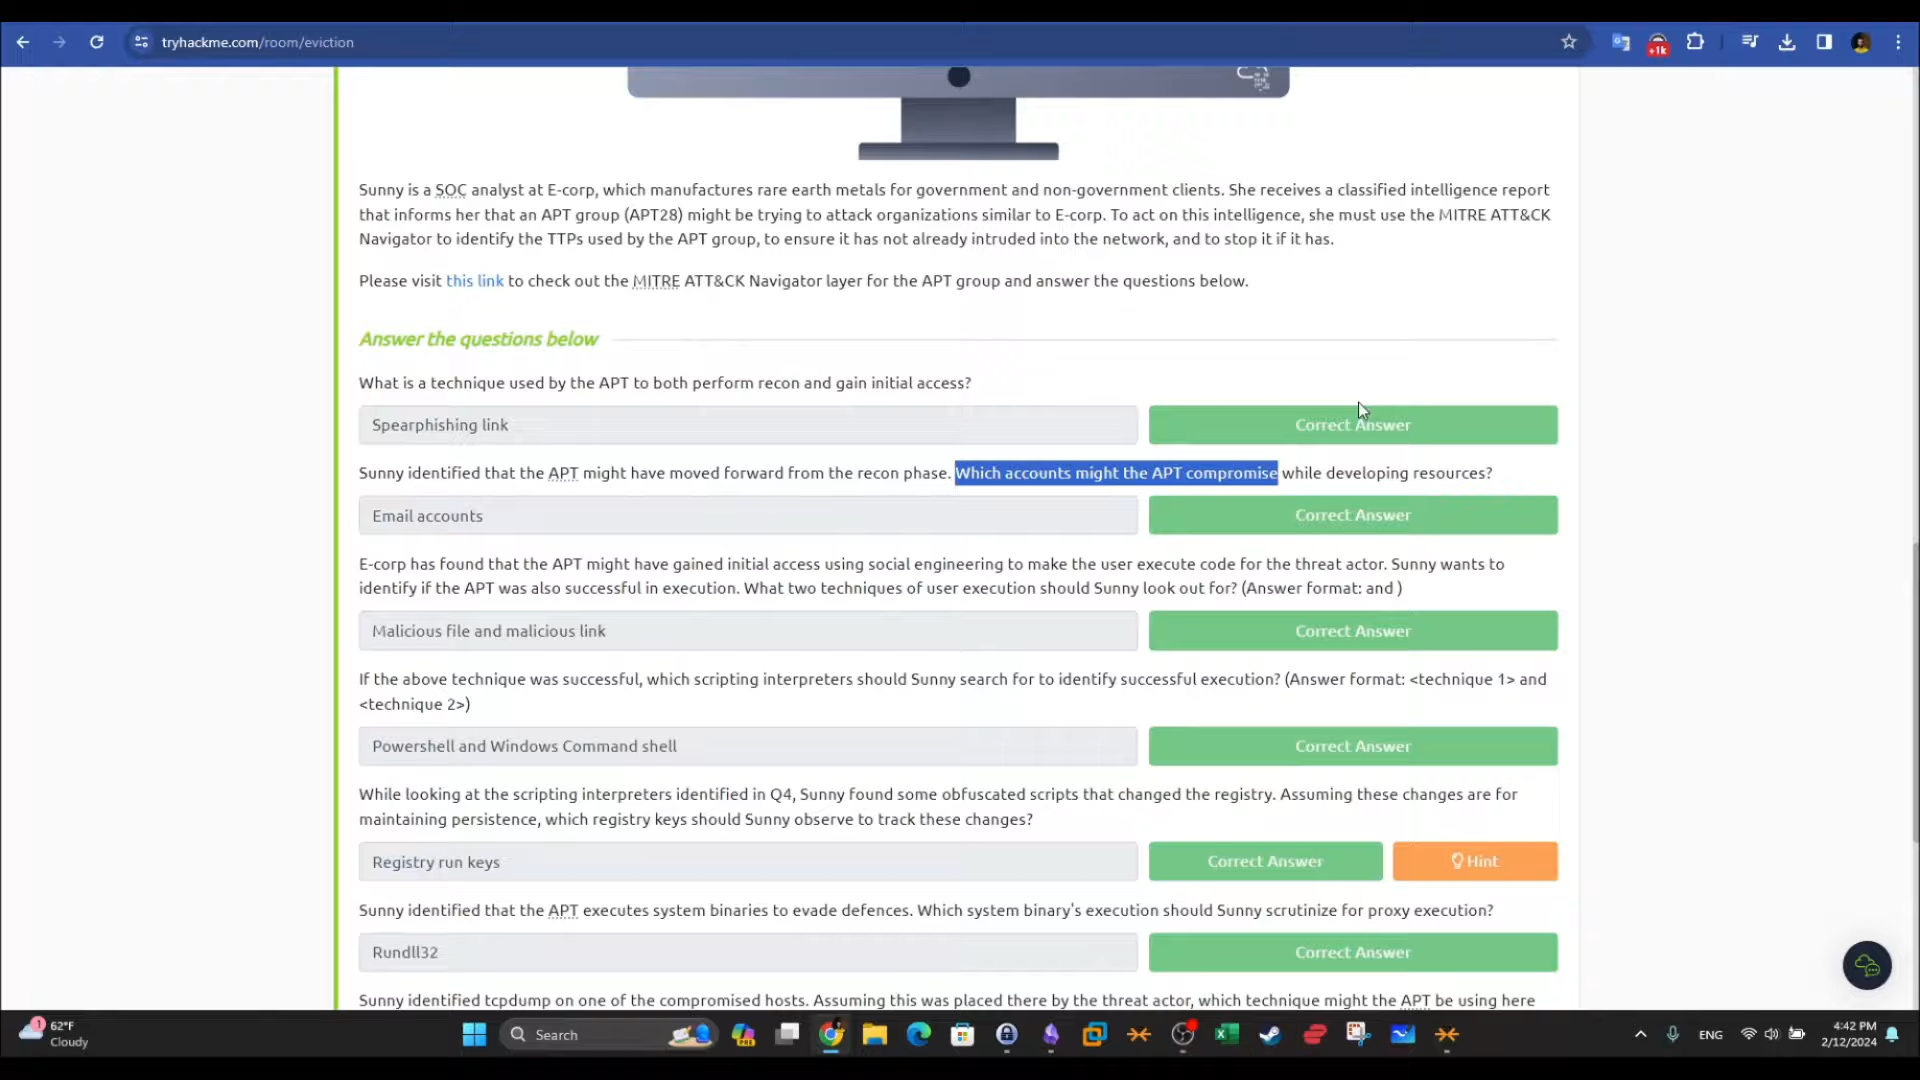 tryhackme.com/room/eviction
+1k
Sunny is a SOC analyst at E-corp, which manufactures rare earth metals for government and non-government clients. She receives a classified intelligence report
that informs her that an APT group (APT28) might be trying to attack organizations similar to E-corp. To act on this intelligence, she must use the MITRE ATT&CK
Navigator to identify the TTPs used by the APT group, to ensure it has not already intruded into the network, and to stop it if it has.
Please visit this link to check out the MITRE ATT&CK Navigator layer for the APT group and answer the questions below.
Answer the questions below
What is a technique used by the APT to both perform recon and gain initial access?
Spearphishing link
Correct Answer
Sunny identified that the APT might have moved forward from the recon phase. Which accounts might the APT compromise while developing resources?
Email accounts
Correct Answer
E-corp has found that the APT might have gained initial access using social engineering to make the user execute code for the threat actor. Sunny wants to
identify if the APT was also successful in execution. What two techniques of user execution should Sunny look out for? (Answer format: and )
Malicious file and malicious link
Correct Answer
If the above technique was successful, which scripting interpreters should Sunny search for to identify successful execution? (Answer format: <technique 1> and
<technique 2>)
Powershell and Windows Command shell
Correct Answer
While looking at the scripting interpreters identified in Q4, Sunny found some obfuscated scripts that changed the registry. Assuming these changes are for
maintaining persistence, which registry keys should Sunny observe to track these changes?
Registry run keys
Correct Answer
Hint
Sunny identified that the APT executes system binaries to evade defences. Which system binary's execution should Sunny scrutinize for proxy execution?
Rundll32
Correct Answer
Sunny identified tcpdump on one of the compromised hosts. Assuming this was placed there by the threat actor, which technique might the APT be using here
1
62°F
Cloudy
Search
PRE
ENG
4:42 PM
2/12/2024